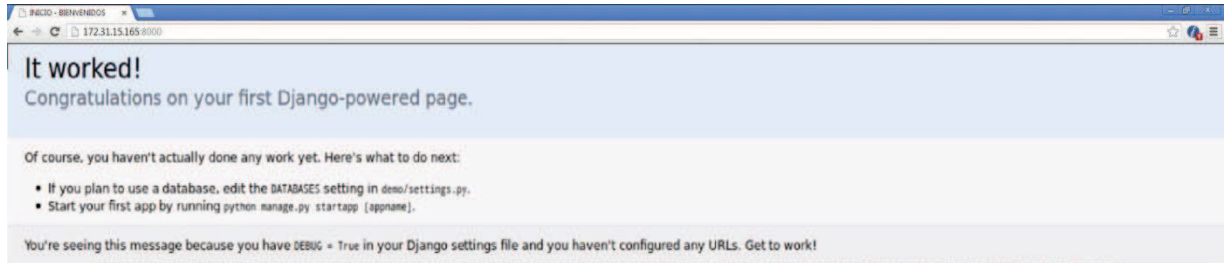 INICIO - BIENVENIDOS
172.31.15.165:8000
It worked!
Congratulations on your first Django-powered page.
Of course, you haven't actually done any work yet. Here's what to do next:
• If you plan to use a database, edit the DATABASES setting in demo/settings.py.
• Start your first app by running python manage.py startapp [appname].
You're seeing this message because you have DEBUG = True in your Django settings file and you haven't configured any URLs. Get to work!